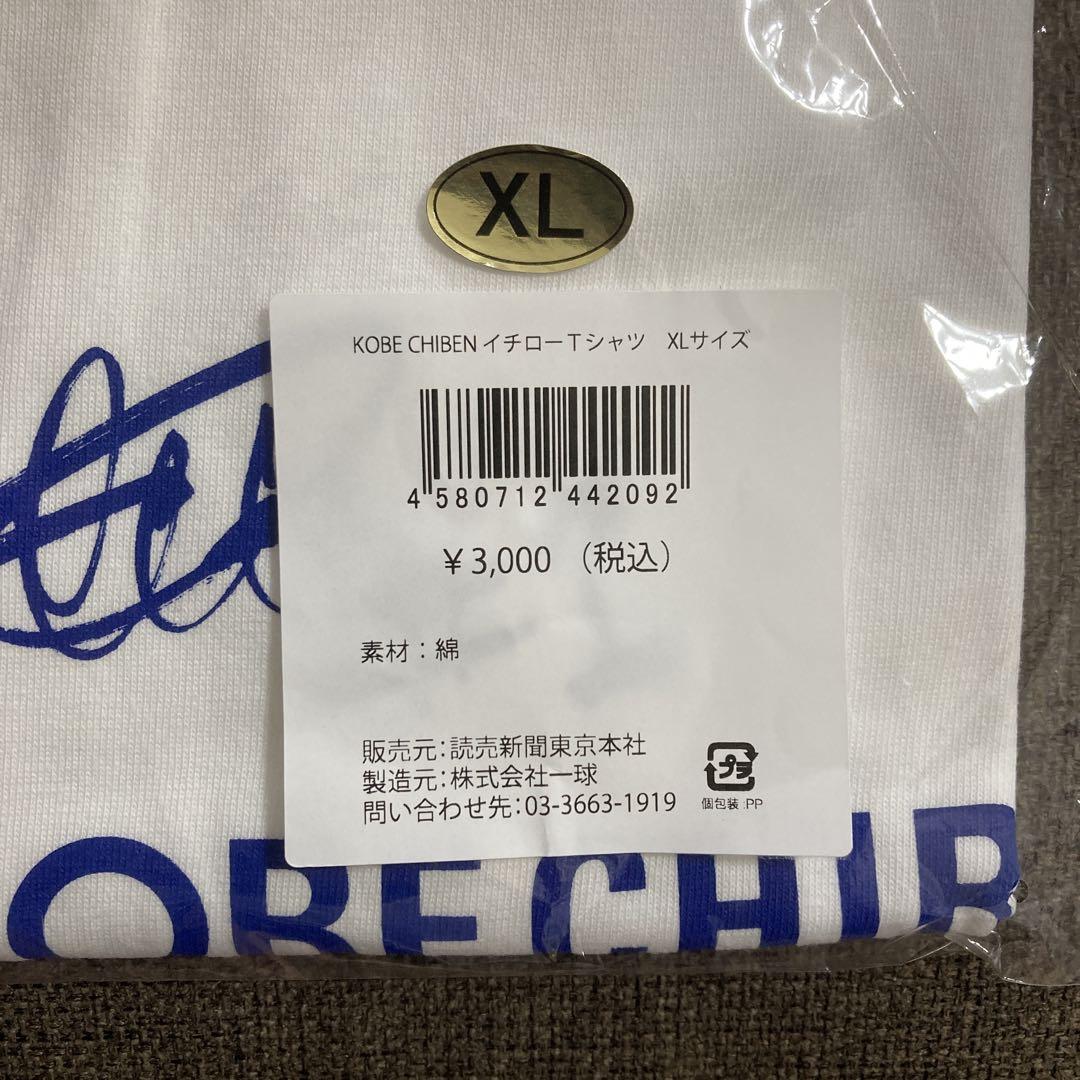 XL
KOBE CHIBEN イチローTシャツ　XLサイズ
4 580712 442092
￥3,000 （税込）
素材：綿
販売元：読売新聞東京本社
製造元：株式会社一球
問い合わせ先：03-3663-1919
プラ
個包装:PP
OBE CHIB